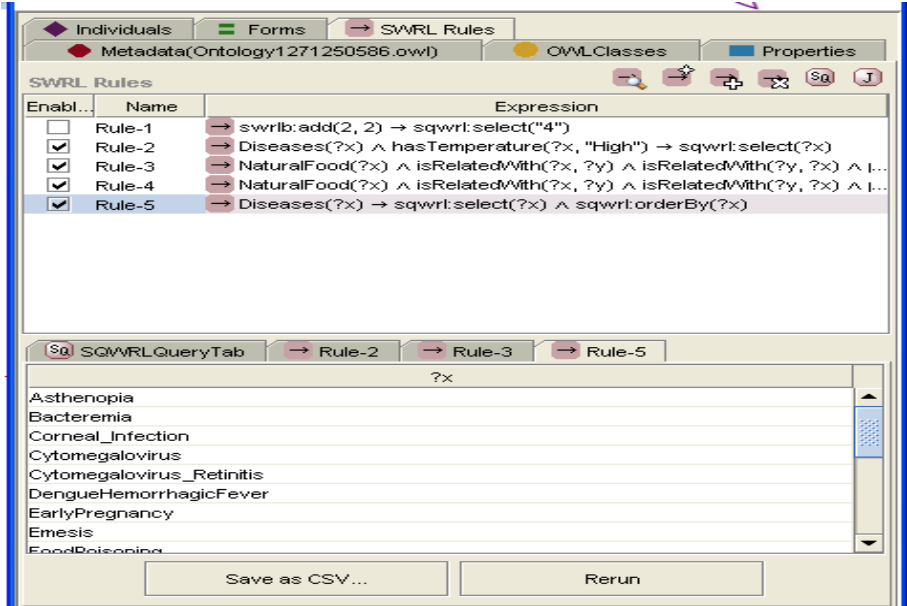 Individuals Forms → SWRL Rules
Metadata(Ontology1271250586.owl) OWLClasses Properties
SWRL Rules SQ J
Enabl... Name Expression
Rule-1 → swrlb:add(2, 2) → sqwrl:select("4")
Rule-2 → Diseases(?x) ∧ hasTemperature(?x, "High") → sqwrl:select(?x)
Rule-3 → NaturalFood(?x) ∧ isRelatedWith(?x, ?y) ∧ isRelatedWith(?y, ?x) ∧ ...
Rule-4 → NaturalFood(?x) ∧ isRelatedWith(?x, ?y) ∧ isRelatedWith(?y, ?x) ∧ ...
Rule-5 → Diseases(?x) → sqwrl:select(?x) ∧ sqwrl:orderBy(?x)
SQ SQWRLQueryTab → Rule-2 → Rule-3 → Rule-5
?x
Asthenopia
Bacteremia
Corneal_Infection
Cytomegalovirus
Cytomegalovirus_Retinitis
DengueHemorrhagicFever
EarlyPregnancy
Emesis
FoodPoisoning
Save as CSV... Rerun